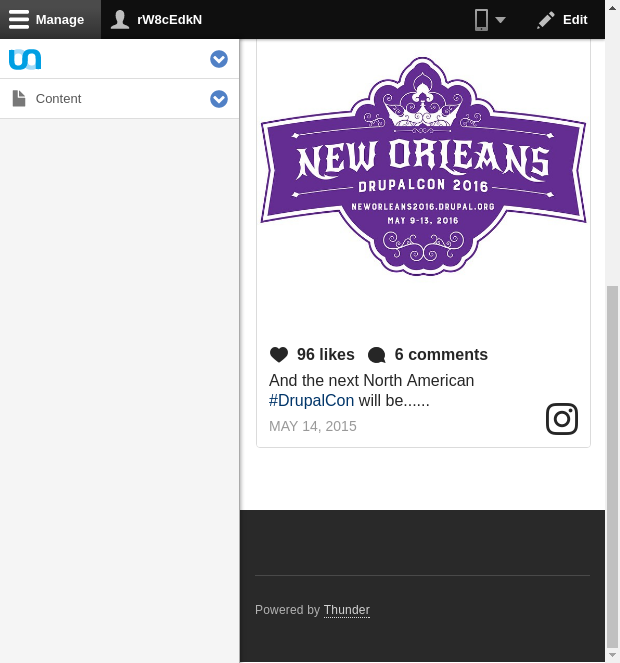 Manage
rW8cEdkN
Edit
Content
NEW ORLEANS
DRUPALCON 2016
NEWORLEANS2016.DRUPAL.ORG
MAY 9-13, 2016
96 likes
6 comments
And the next North American
#DrupalCon will be......
MAY 14, 2015
Powered by Thunder